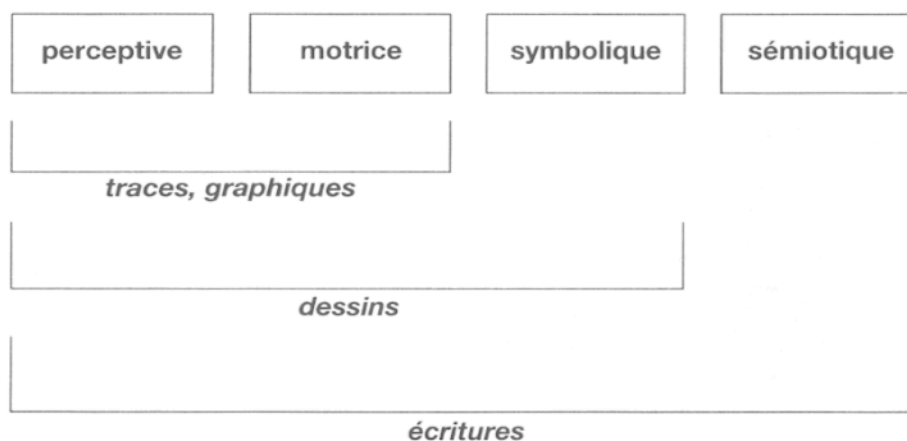 perceptive motrice symbolique sémiotique
traces, graphiques
dessins
écritures